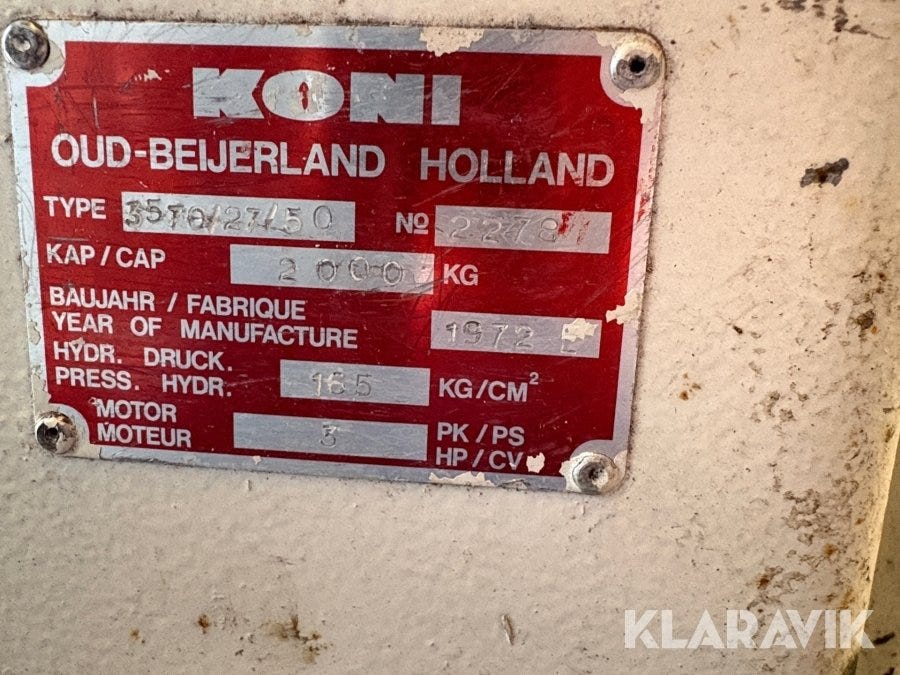 KONI
OUD-BEIJERLAND HOLLAND
TYPE 3570/27/50 № 2278
KAP / CAP 2000 KG
BAUJAHR / FABRIQUE
YEAR OF MANUFACTURE 1972 E
HYDR. DRUCK.
PRESS. HYDR. 165 KG/CM²
MOTOR
MOTEUR 3 PK / PS
HP / CV
KLARAVIK